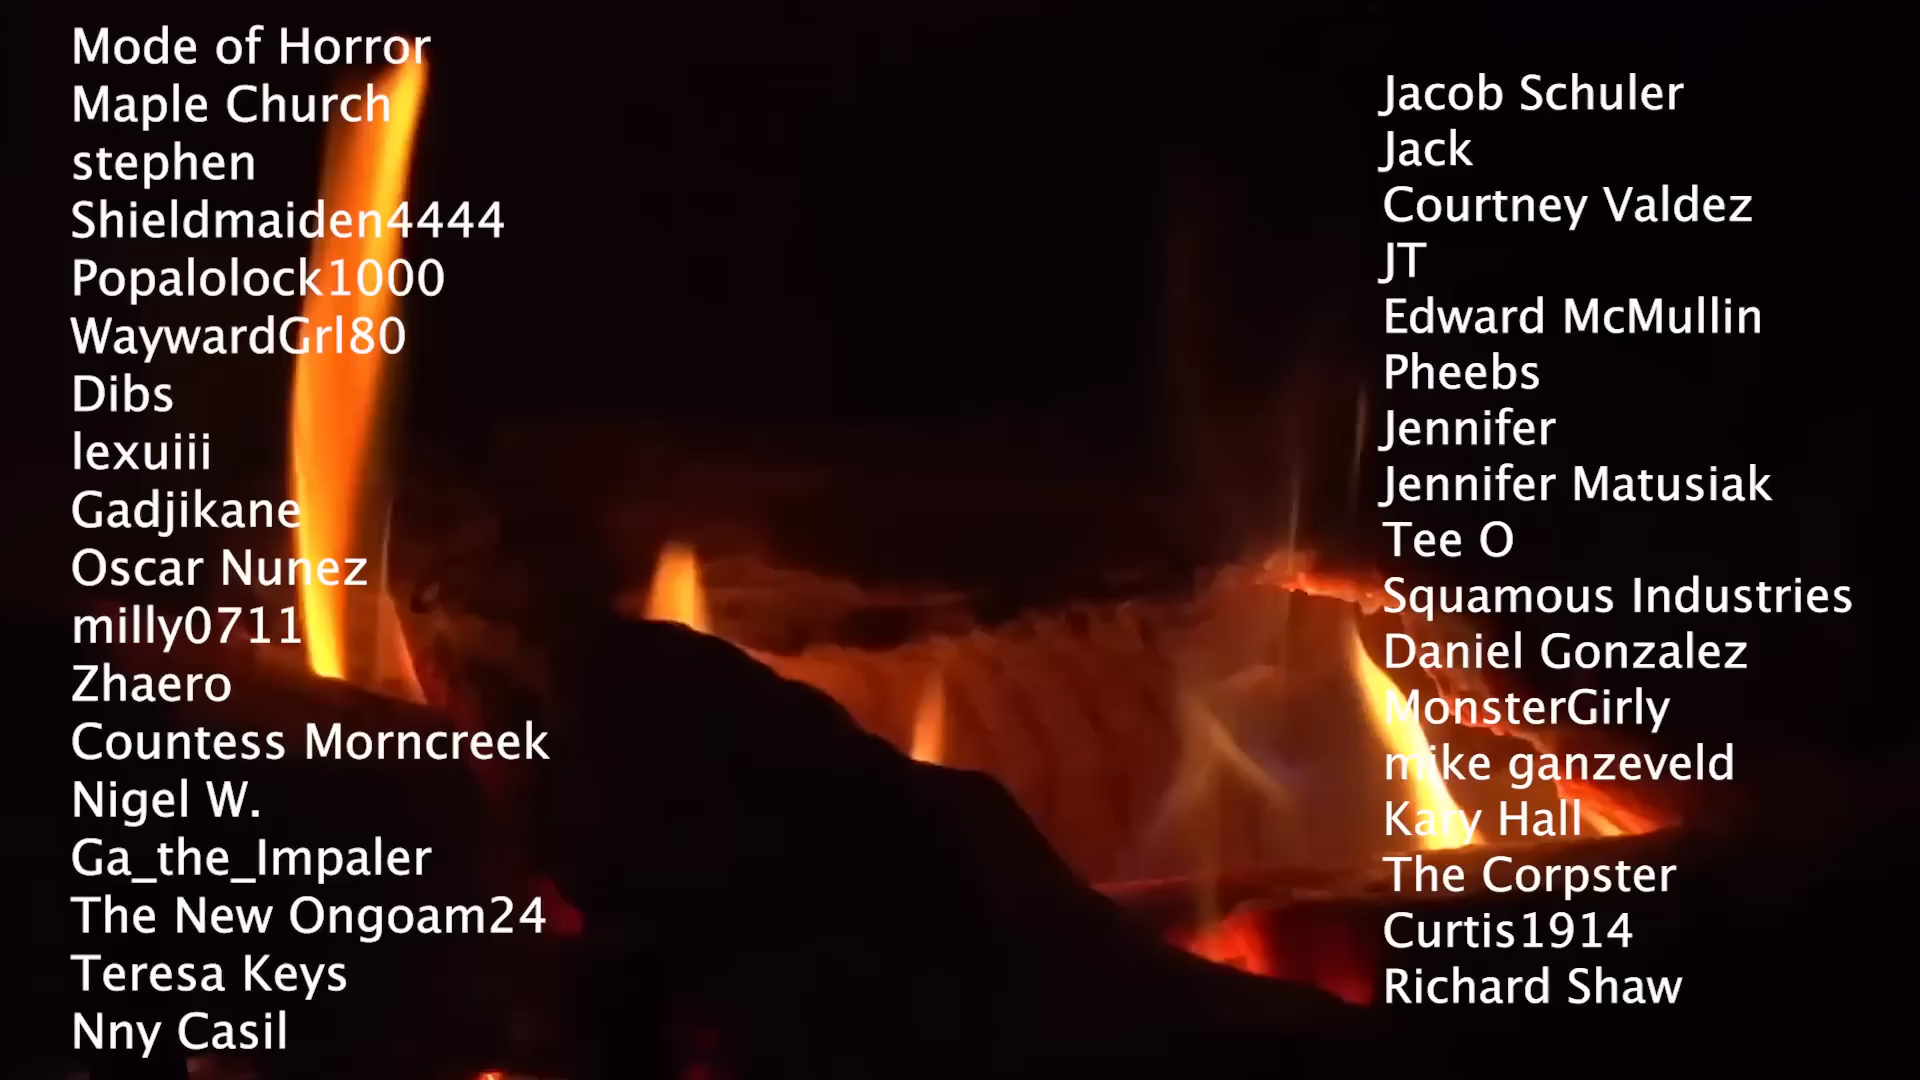 Mode of Horror
Maple Church
stephen
Shieldmaiden4444
Popalolock1000
WaywardGrl80
Dibs
lexuiii
Gadjikane
Oscar Nunez
milly0711
Zhaero
Countess Morncreek
Nigel W.
Ga_the_Impaler
The New Ongoam24
Teresa Keys
Nny Casil
Jacob Schuler
Jack
Courtney Valdez
JT
Edward McMullin
Pheebs
Jennifer
Jennifer Matusiak
Tee O
Squamous Industries
Daniel Gonzalez
MonsterGirly
mike ganzeveld
Kary Hall
The Corpster
Curtis1914
Richard Shaw